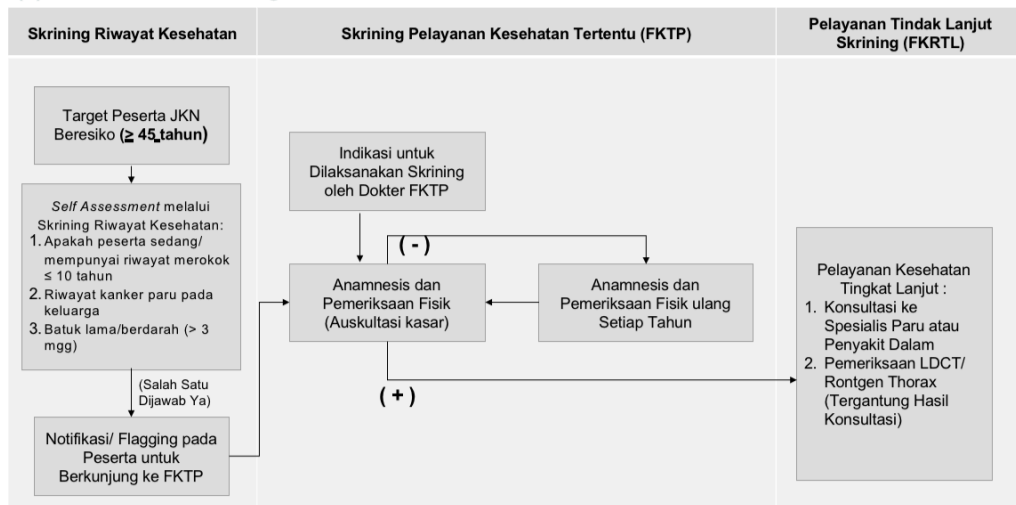 Skrining Riwayat Kesehatan
Skrining Pelayanan Kesehatan Tertentu (FKTP)
Pelayanan Tindak Lanjut
Skrining (FKRTL)
Target Peserta JKN
Beresiko (≥ 45 tahun)
Self Assessment melalui
Skrining Riwayat Kesehatan:
1. Apakah peserta sedang/
mempunyai riwayat merokok
≤ 10 tahun
2. Riwayat kanker paru pada
keluarga
3. Batuk lama/berdarah (> 3
mgg)
(Salah Satu
Dijawab Ya)
Notifikasi/ Flagging pada
Peserta untuk
Berkunjung ke FKTP
Indikasi untuk
Dilaksanakan Skrining
oleh Dokter FKTP
( - )
Anamnesis dan
Pemeriksaan Fisik
(Auskultasi kasar)
Anamnesis dan
Pemeriksaan Fisik ulang
Setiap Tahun
( + )
Pelayanan Kesehatan
Tingkat Lanjut :
1. Konsultasi ke
Spesialis Paru atau
Penyakit Dalam
2. Pemeriksaan LDCT/
Rontgen Thorax
(Tergantung Hasil
Konsultasi)